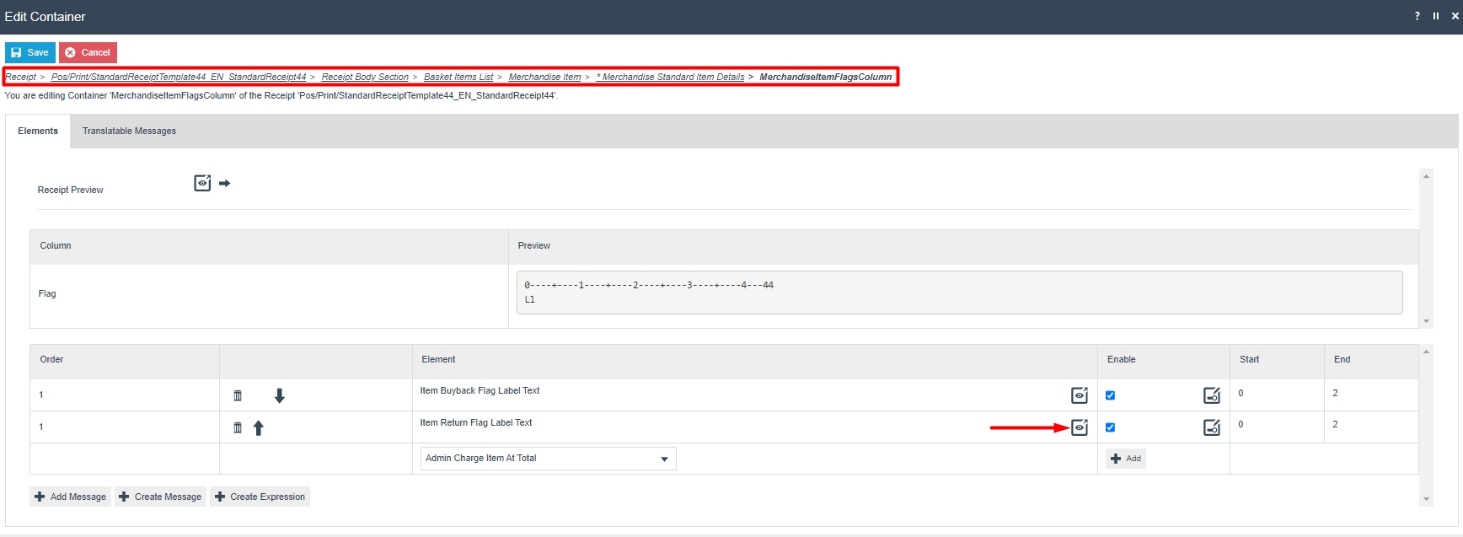 Edit Container
? II ×
Save Cancel
Receipt > Pos/Print/StandardReceiptTemplate44_EN_StandardReceipt44 > Receipt Body Section > Basket Items List > Merchandise Item > * Merchandise Standard Item Details > MerchandiseItemFlagsColumn
You are editing Container 'MerchandiseItemFlagsColumn' of the Receipt 'Pos/Print/StandardReceiptTemplate44_EN_StandardReceipt44'.
Elements Translatable Messages
Receipt Preview
Column Preview
Flag
0----+----1----+----2----+----3----+----4---44
L1
Order Element Enable Start End
1 Item Buyback Flag Label Text 0 2
1 Item Return Flag Label Text 0 2
Admin Charge Item At Total Add
Add Message Create Message Create Expression